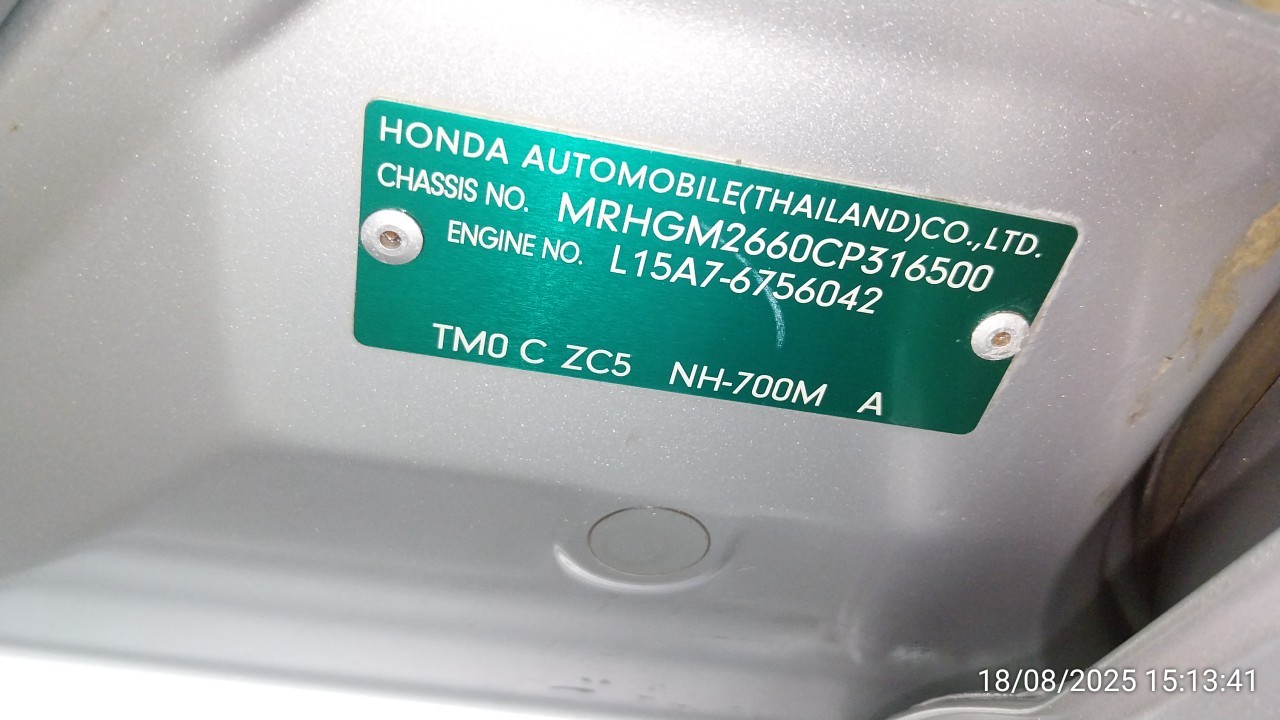 HONDA AUTOMOBILE(THAILAND)CO.,LTD.
CHASSIS NO. MRHGM2660CP316500
ENGINE NO. L15A7-6756042
TM0 C ZC5 NH-700M A
18/08/2025 15:13:41